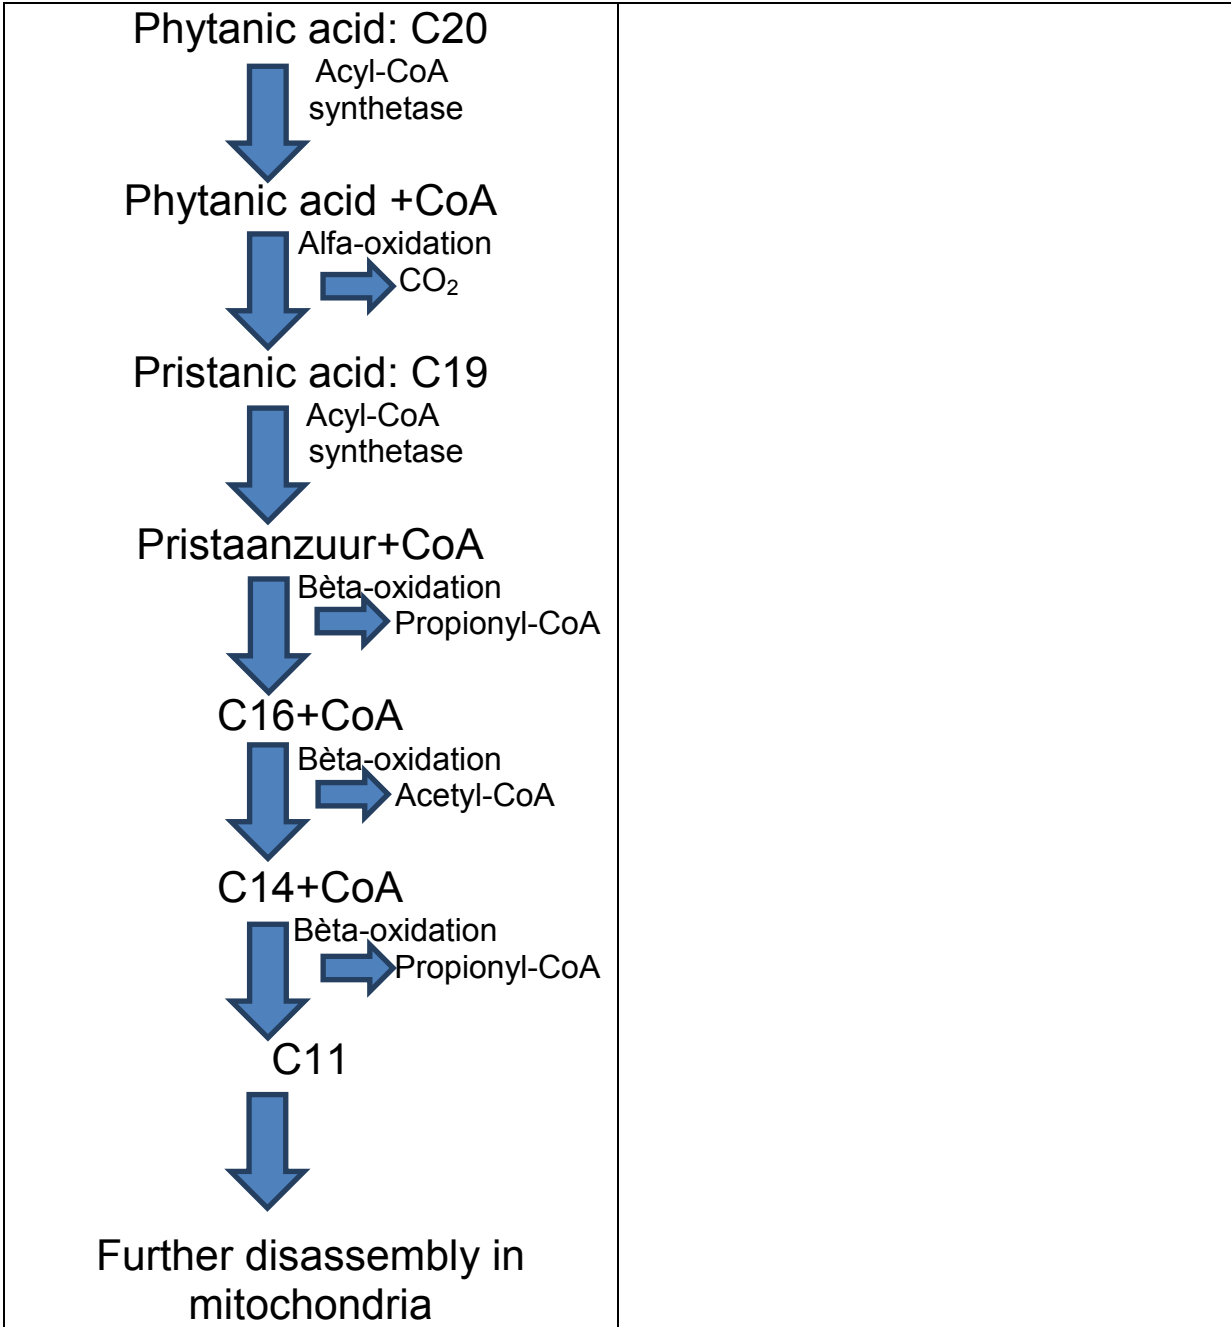 Phytanic acid: C20
Acyl-CoA
synthetase
Phytanic acid +CoA
Alfa-oxidation
CO₂
Pristanic acid: C19
Acyl-CoA
synthetase
Pristaanzuur+CoA
Bèta-oxidation
Propionyl-CoA
C16+CoA
Bèta-oxidation
Acetyl-CoA
C14+CoA
Bèta-oxidation
Propionyl-CoA
C11
Further disassembly in
mitochondria